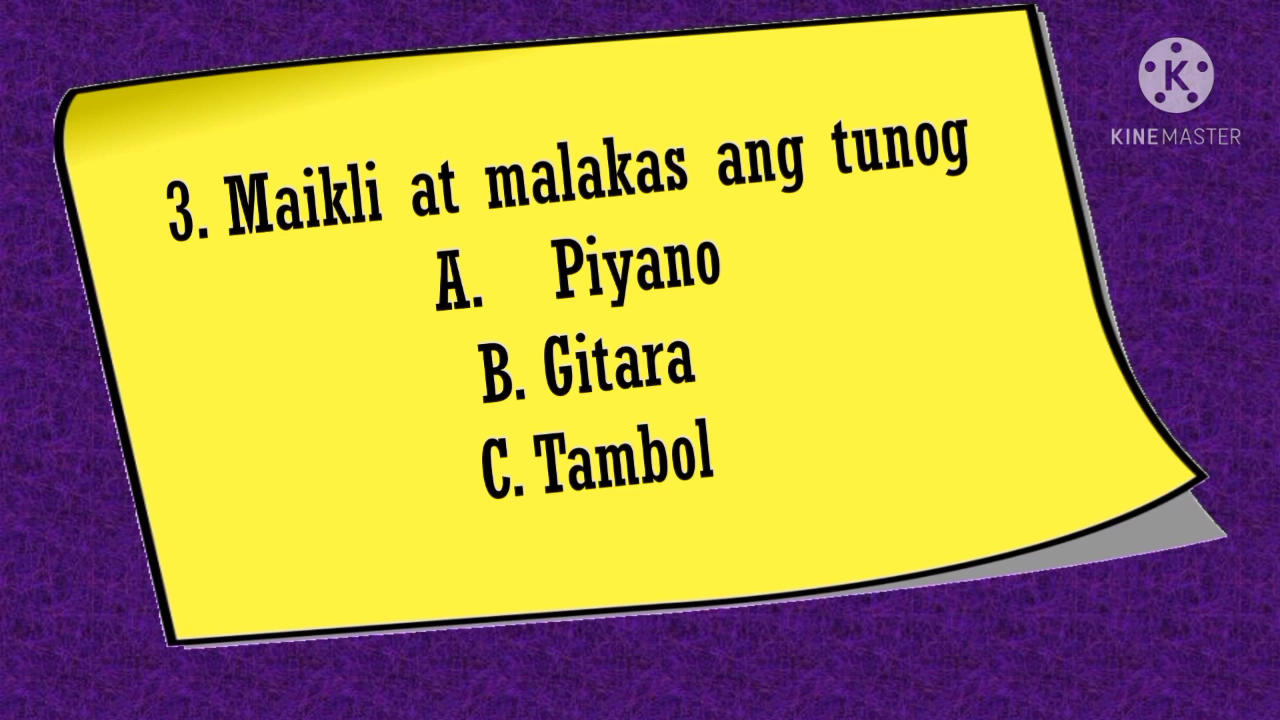 3. Maikli at malakas ang tunog
A. Piyano
B. Gitara
C. Tambol
K
KINEMASTER